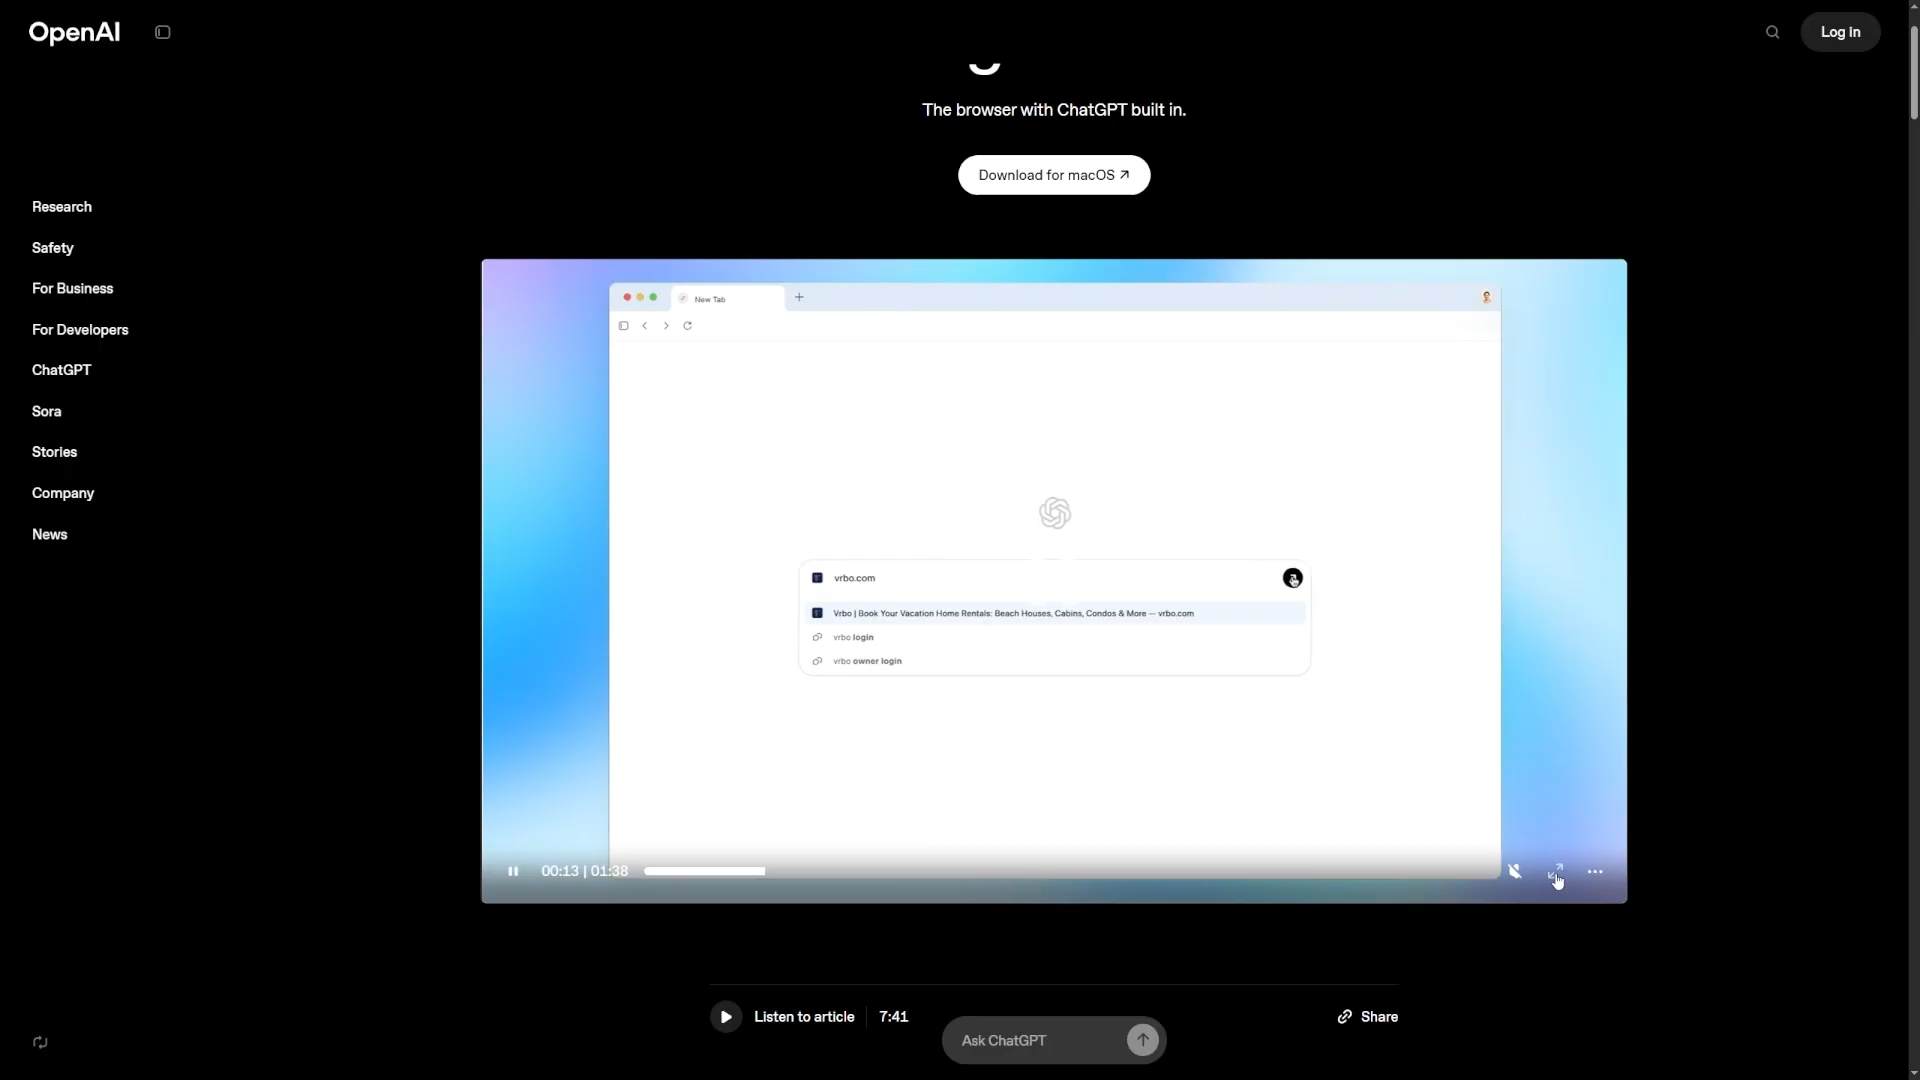 OpenAI
Log in
The browser with ChatGPT built in.
Download for macOS ↗
Research
Safety
For Business
For Developers
ChatGPT
Sora
Stories
Company
News
New Tab
vrbo.com
Vrbo | Book Your Vacation Home Rentals: Beach Houses, Cabins, Condos & More — vrbo.com
vrbo login
vrbo owner login
00:13 | 01:38
Listen to article 7:41
Share
Ask ChatGPT